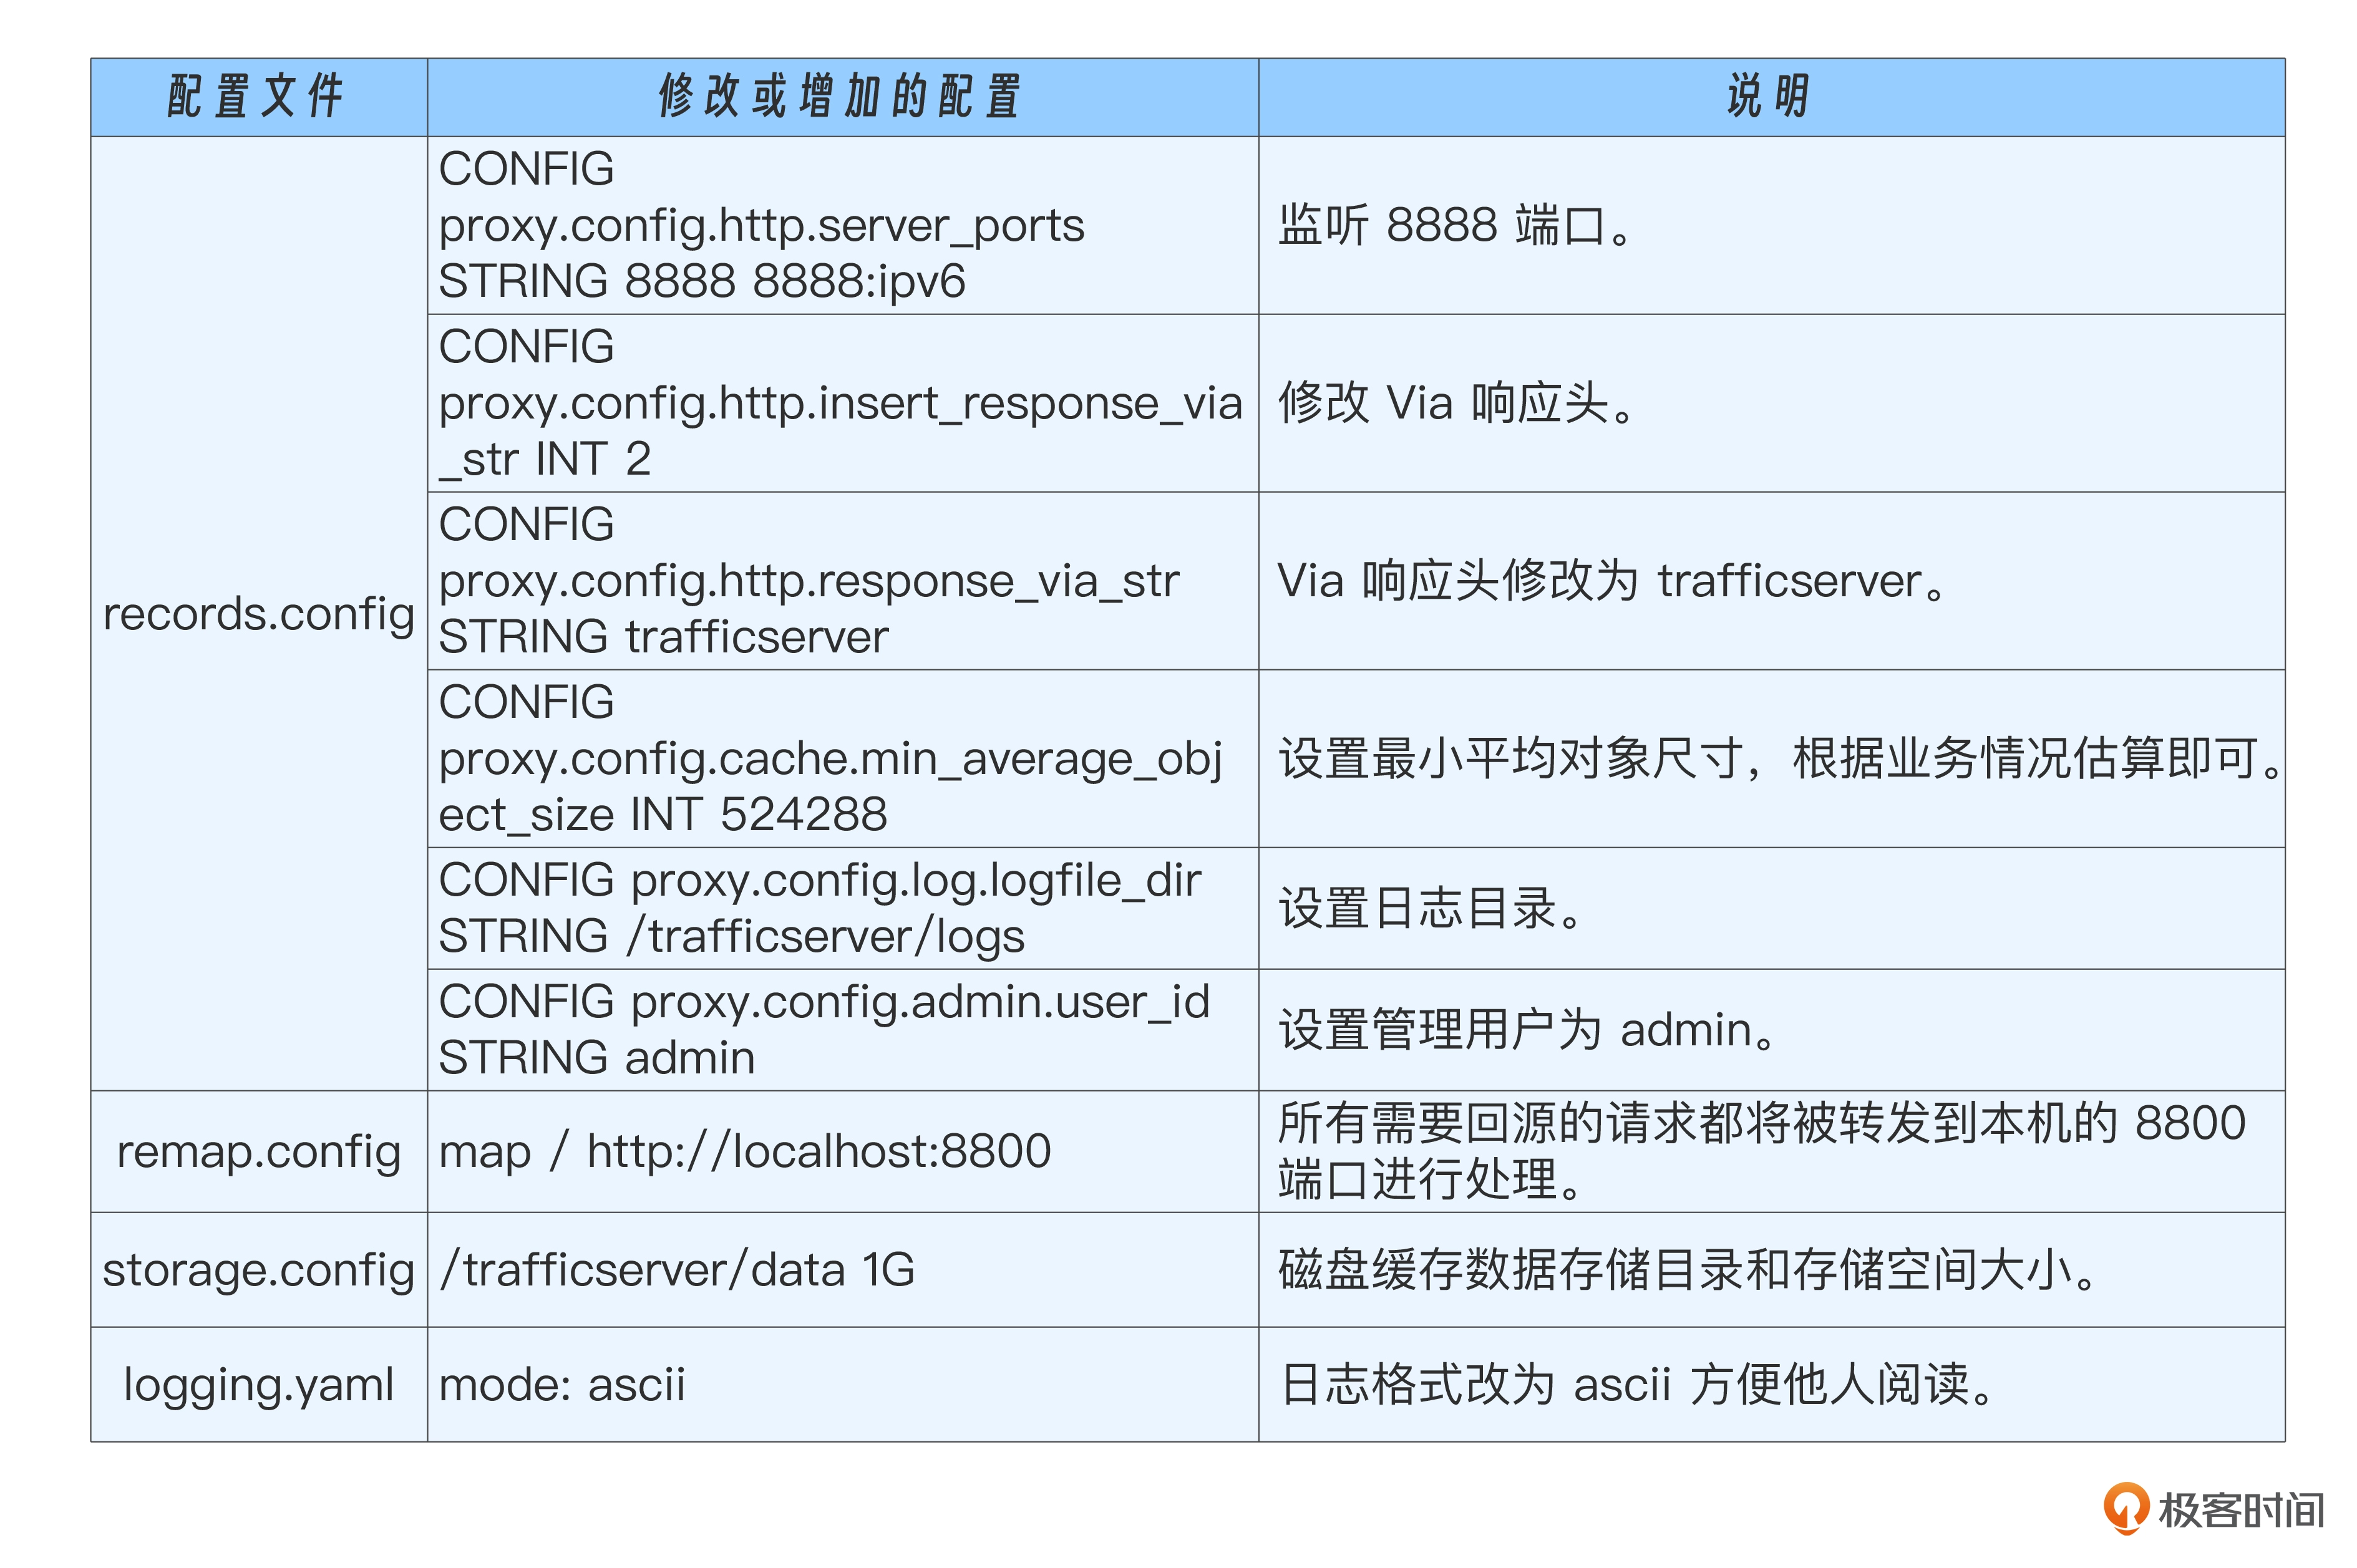 配置文件 修改或增加的配置 说明
records.config
CONFIG
proxy.config.http.server_ports
STRING 8888 8888:ipv6
监听 8888 端口。
CONFIG
proxy.config.http.insert_response_via
_str INT 2
修改 Via 响应头。
CONFIG
proxy.config.http.response_via_str
STRING trafficserver
Via 响应头修改为 trafficserver。
CONFIG
proxy.config.cache.min_average_obj
ect_size INT 524288
设置最小平均对象尺寸，根据业务情况估算即可。
CONFIG proxy.config.log.logfile_dir
STRING /trafficserver/logs
设置日志目录。
CONFIG proxy.config.admin.user_id
STRING admin
设置管理用户为 admin。
remap.config
map / http://localhost:8800
所有需要回源的请求都将被转发到本机的 8800
端口进行处理。
storage.config
/trafficserver/data 1G
磁盘缓存数据存储目录和存储空间大小。
logging.yaml
mode: ascii
日志格式改为 ascii 方便他人阅读。
极客时间